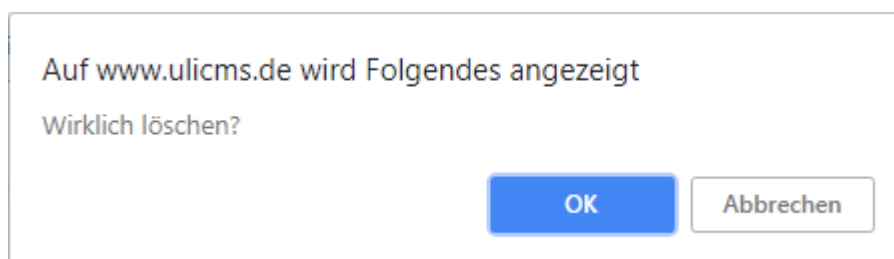 Auf www.ulicms.de wird Folgendes angezeigt
Wirklich löschen?
OK Abbrechen